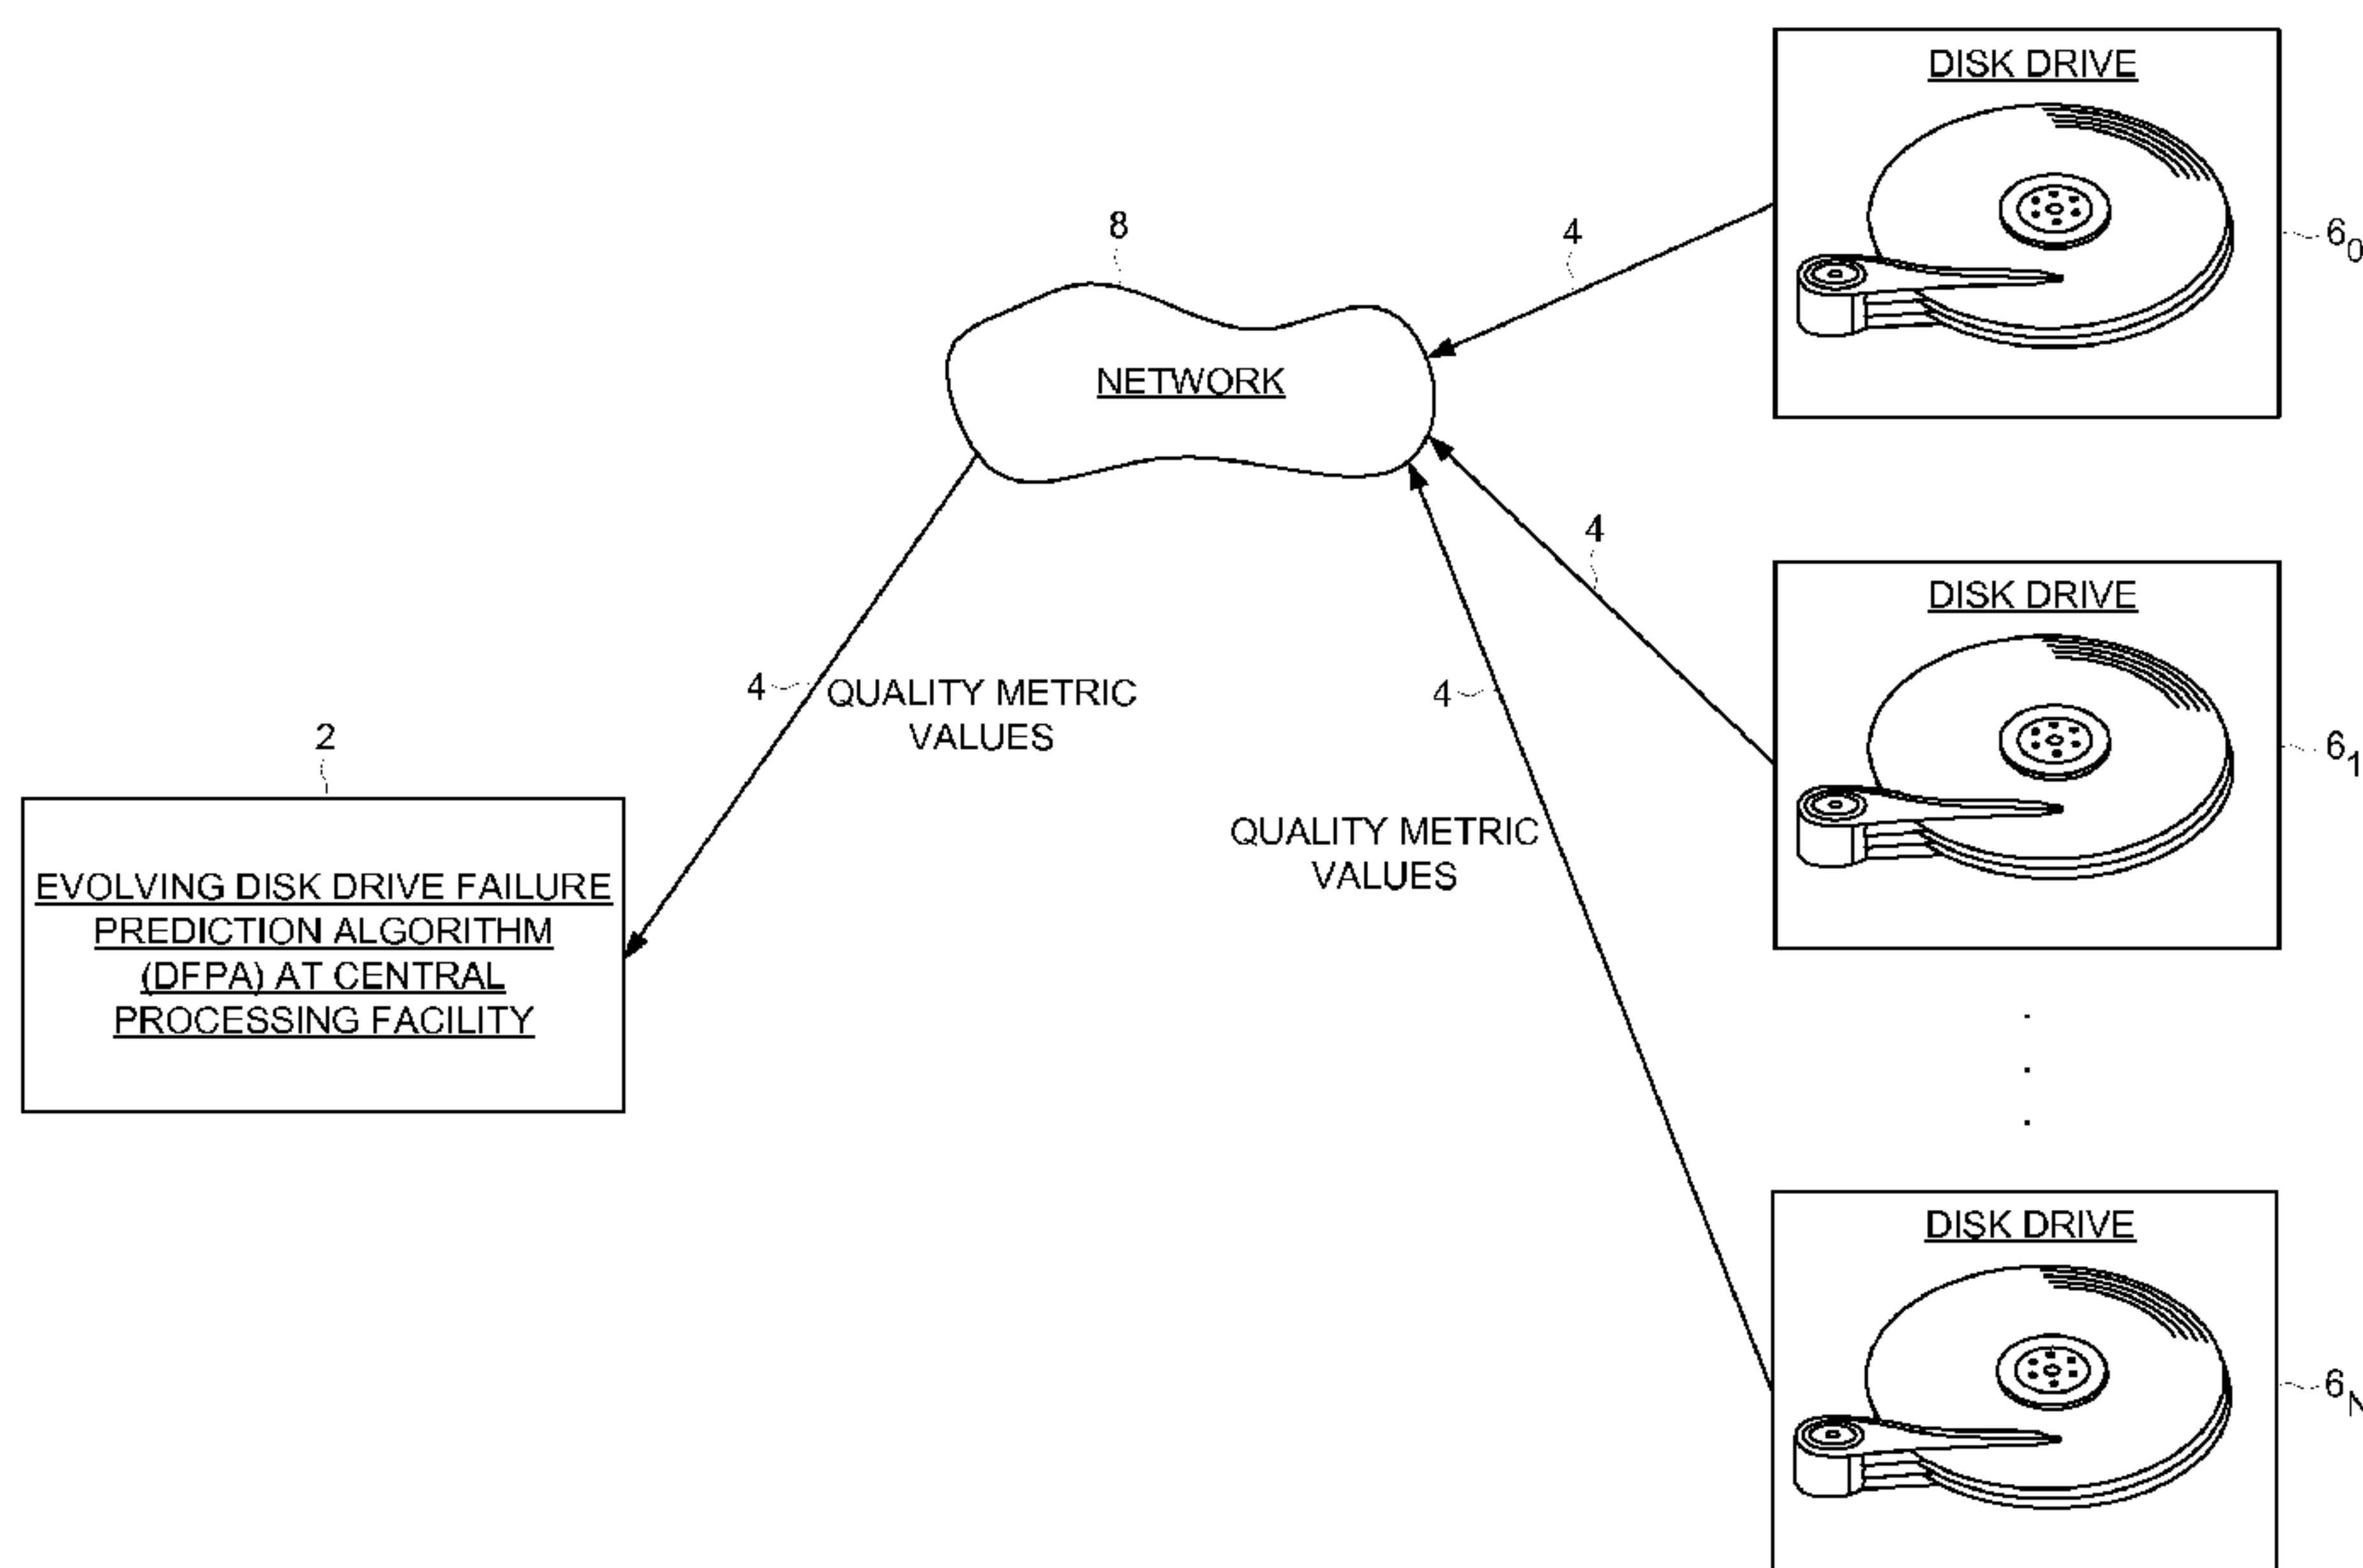 DISK DRIVE
6₀
8
4
NETWORK
4
DISK DRIVE
6₁
4
QUALITY METRIC
VALUES
4
QUALITY METRIC
VALUES
2
EVOLVING DISK DRIVE FAILURE
PREDICTION ALGORITHM
(DFPA) AT CENTRAL
PROCESSING FACILITY
DISK DRIVE
6N